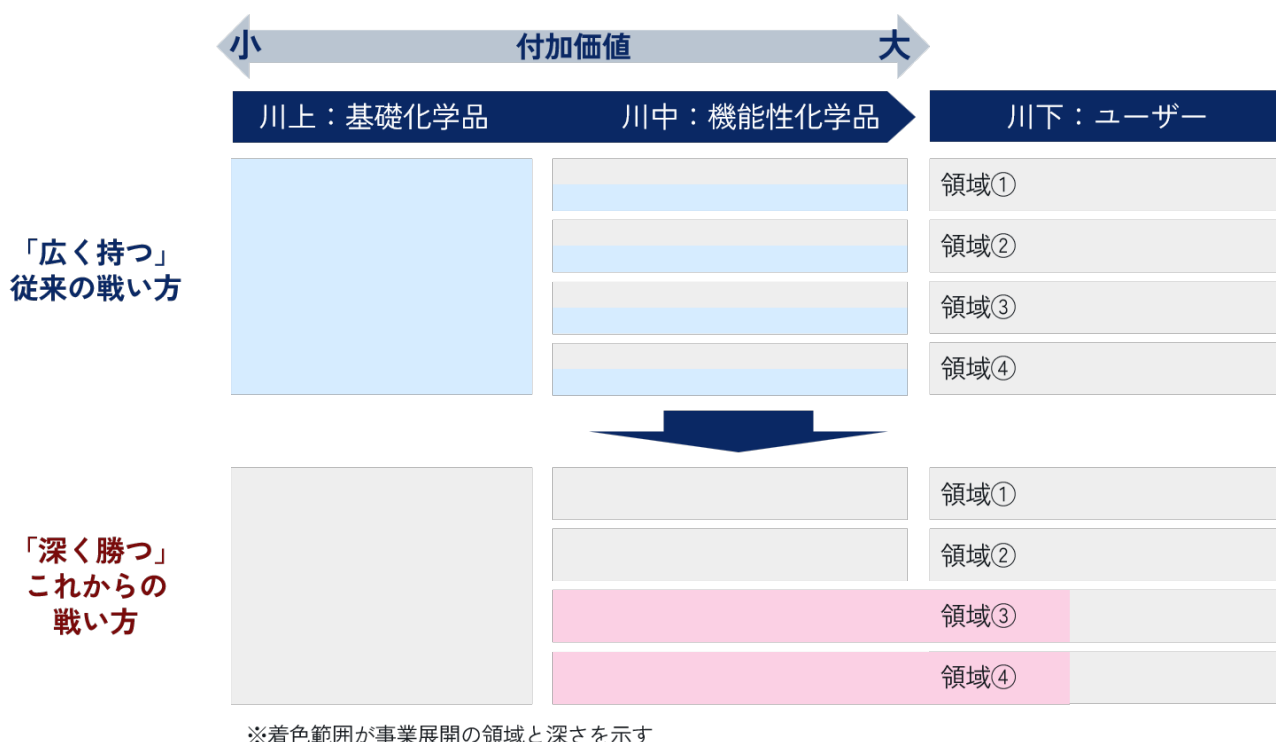 小 付加価値 大
川上：基礎化学品 川中：機能性化学品 川下：ユーザー
「広く持つ」
従来の戦い方
領域①
領域②
領域③
領域④
「深く勝つ」
これからの
戦い方
領域①
領域②
領域③
領域④
※着色範囲が事業展開の領域と深さを示す